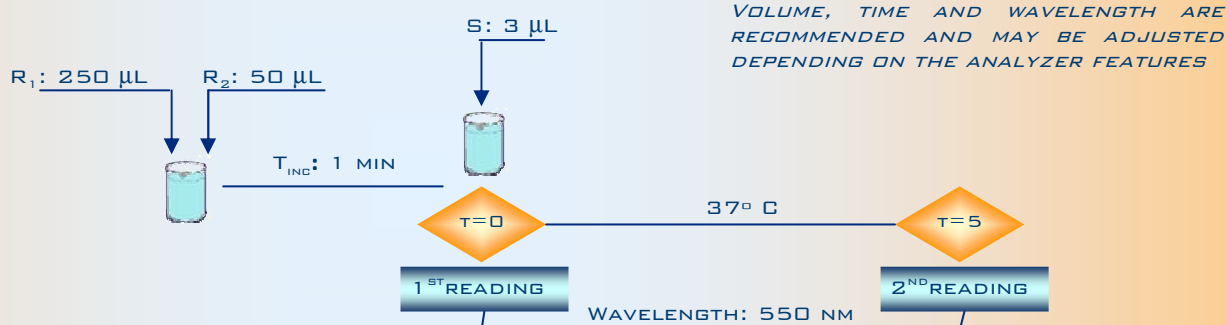 VOLUME, TIME AND WAVELENGTH ARE
RECOMMENDED AND MAY BE ADJUSTED
DEPENDING ON THE ANALYZER FEATURES
S: 3 µL
R₁: 250 µL
R₂: 50 µL
T_INC: 1 MIN
37º C
T=0
T=5
1ST READING
2ND READING
WAVELENGTH: 550 NM